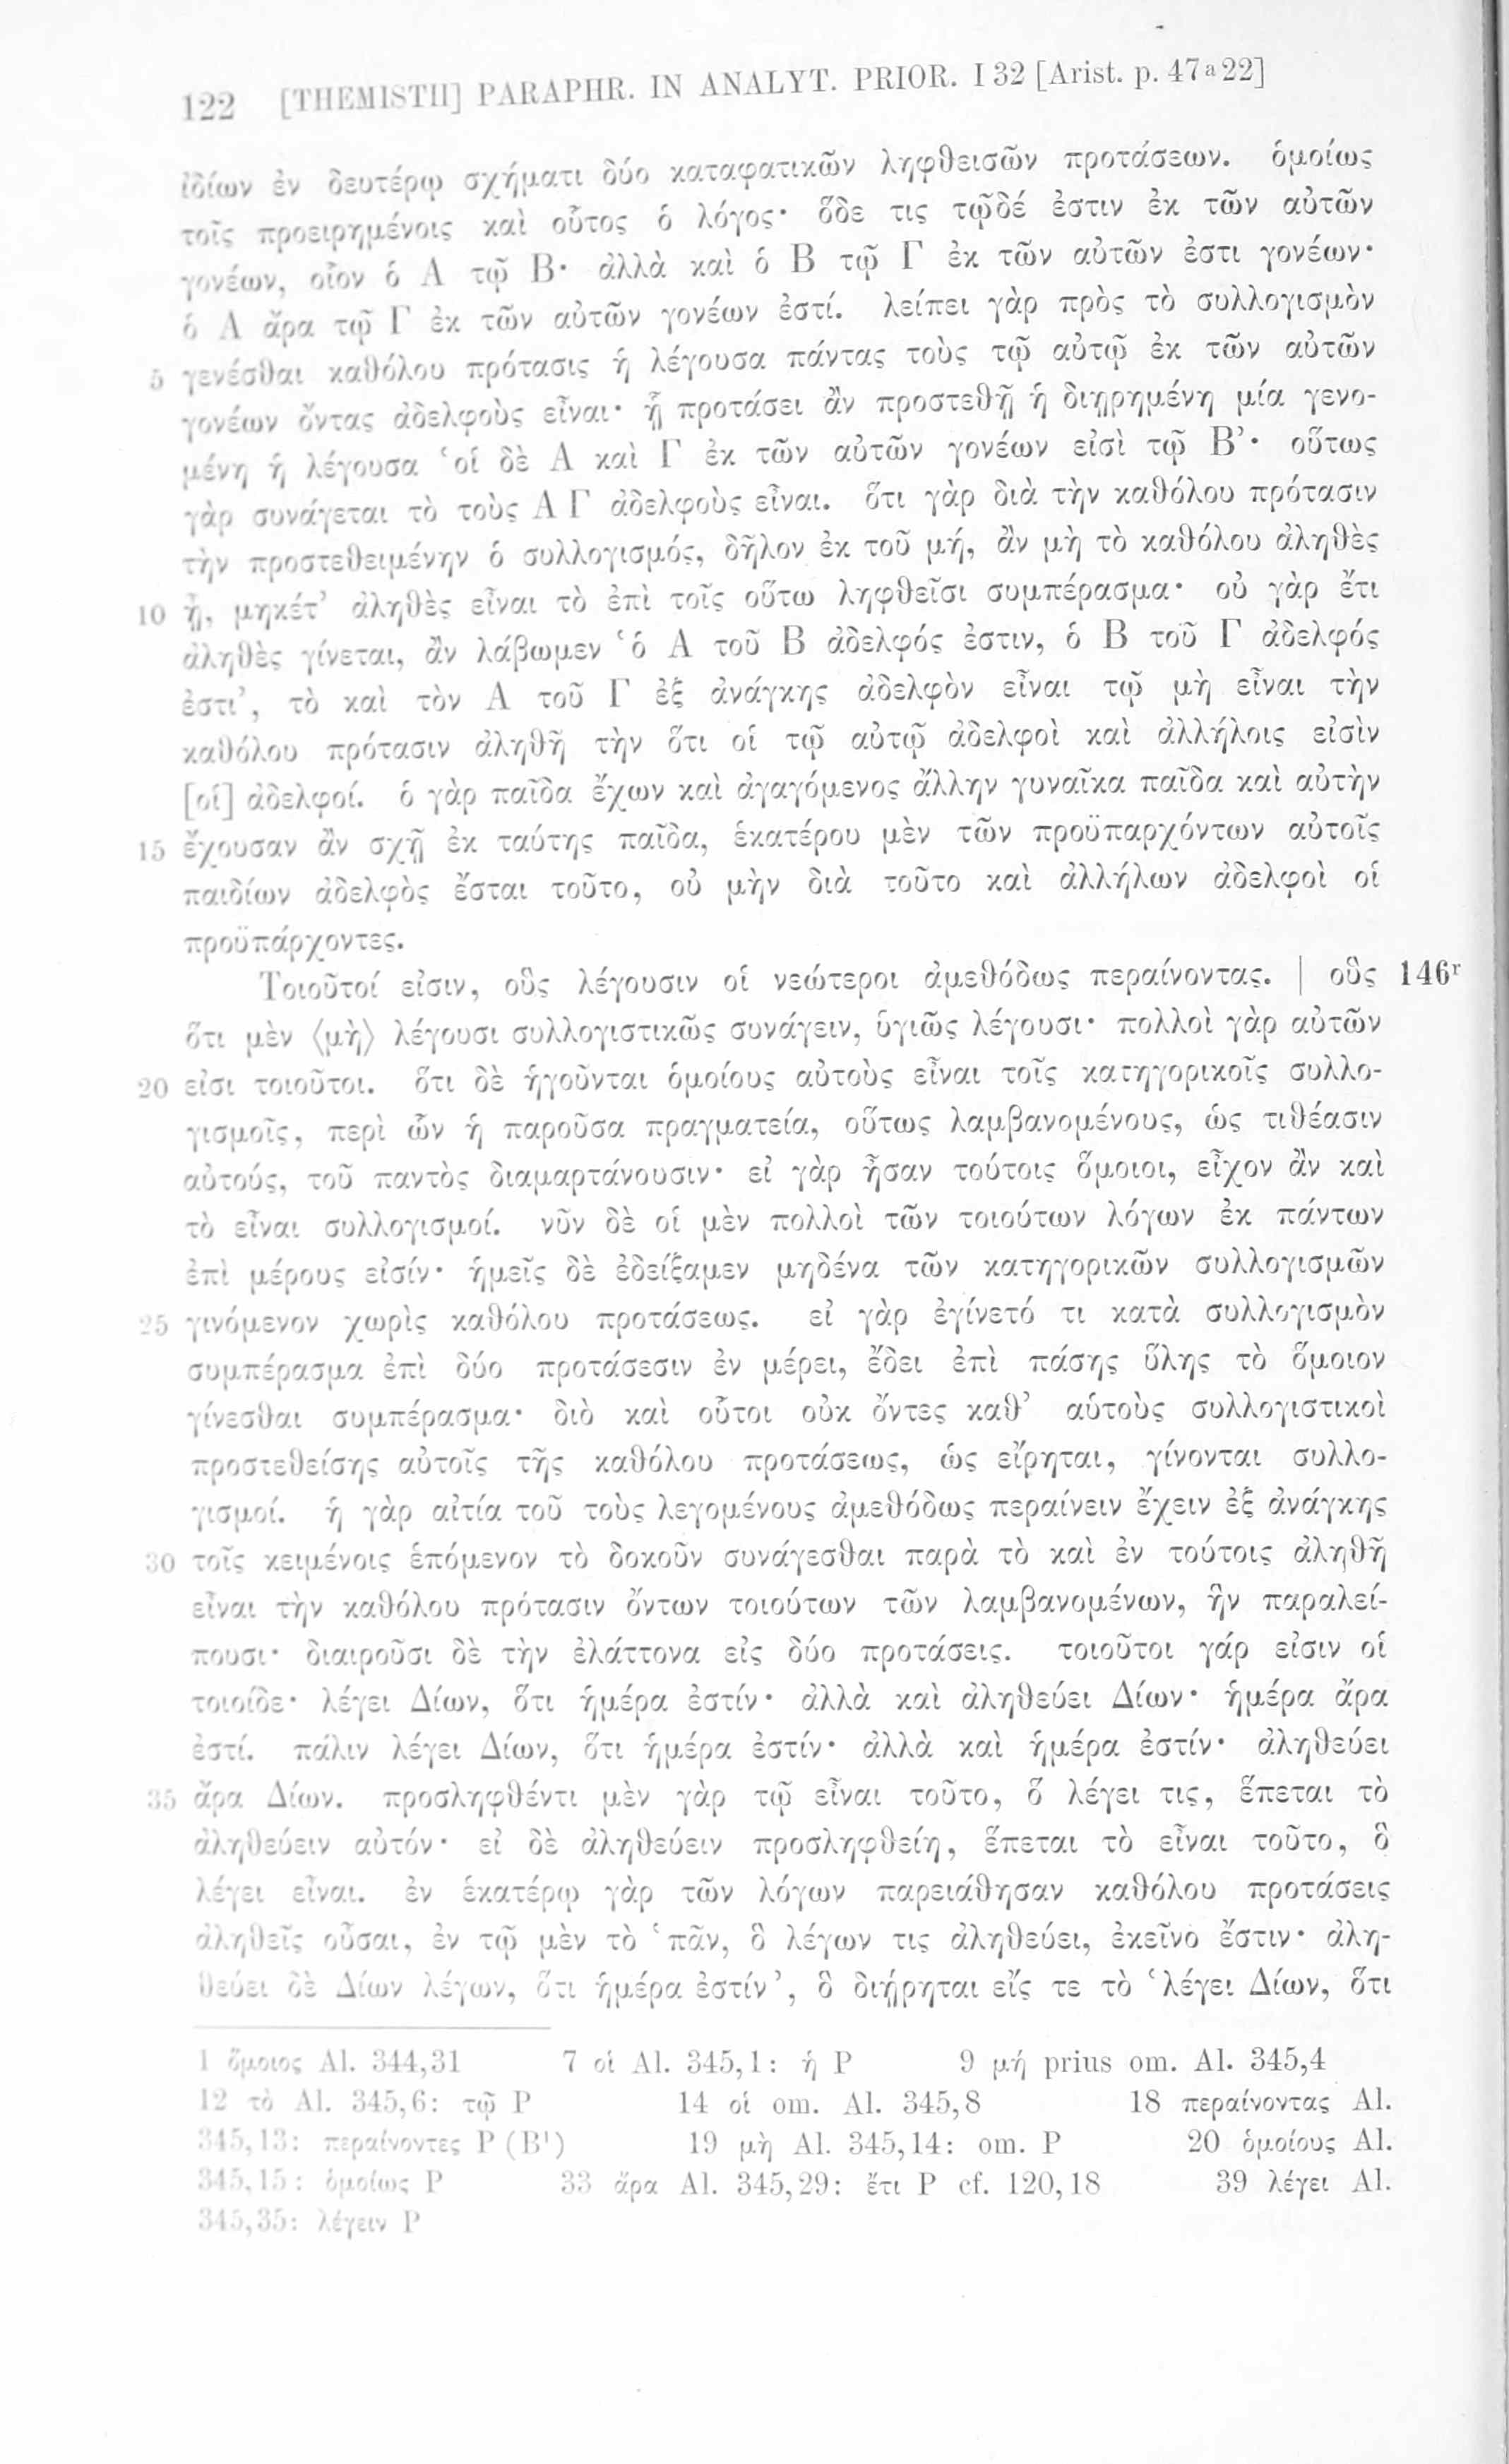 122 [THEMISTII] PARAPHR. IN ANALYT. PRIOR. I 32 [Arist. p. 47ª22]
ἰδίων ἐν δευτέρῳ σχήματι δύο καταφατικῶν ληφθεισῶν προτάσεων. ὁμοίως
τοῖς προειρημένοις καὶ οὗτος ὁ λόγος· ὅδε τις τῷδέ ἐστιν ἐκ τῶν αὐτῶν
γονέων, οἷον ὁ Α τῷ Β· ἀλλὰ καὶ ὁ Β τῷ Γ ἐκ τῶν αὐτῶν ἐστι γονέων·
ὁ Α ἄρα τῷ Γ ἐκ τῶν αὐτῶν γονέων ἐστί. λείπει γὰρ πρὸς τὸ συλλογισμὸν
5 γενέσθαι καθόλου πρότασις ἡ λέγουσα πάντας τοὺς τῷ αὐτῷ ἐκ τῶν αὐτῶν
γονέων ὄντας ἀδελφοὺς εἶναι· ᾗ προτάσει ἂν προστεθῇ ἡ διῃρημένη μία γενο-
μένη ἡ λέγουσα ‘οἱ δὲ Α καὶ Γ ἐκ τῶν αὐτῶν γονέων εἰσὶ τῷ Β’· οὕτως
γὰρ συνάγεται τὸ τοὺς Α Γ ἀδελφοὺς εἶναι. ὅτι γὰρ διὰ τὴν καθόλου πρότασιν
τὴν προστεθειμένην ὁ συλλογισμός, δῆλον ἐκ τοῦ μή, ἂν μὴ τὸ καθόλου ἀληθὲς
10 ᾖ, μηκέτ’ ἀληθὲς εἶναι τὸ ἐπὶ τοῖς οὕτω ληφθεῖσι συμπέρασμα· οὐ γὰρ ἔτι
ἀληθὲς γίνεται, ἂν λάβωμεν ‘ὁ Α τοῦ Β ἀδελφός ἐστιν, ὁ Β τοῦ Γ ἀδελφός
ἐστι’, τὸ καὶ τὸν Α τοῦ Γ ἐξ ἀνάγκης ἀδελφὸν εἶναι τῷ μὴ εἶναι τὴν
καθόλου πρότασιν ἀληθῆ τὴν ὅτι οἱ τῷ αὐτῷ ἀδελφοὶ καὶ ἀλλήλοις εἰσὶν
[οἱ] ἀδελφοί. ὁ γὰρ παῖδα ἔχων καὶ ἀγαγόμενος ἄλλην γυναῖκα παῖδα καὶ αὐτὴν
15 ἔχουσαν ἂν σχῇ ἐκ ταύτης παῖδα, ἑκατέρου μὲν τῶν προϋπαρχόντων αὐτοῖς
παιδίων ἀδελφὸς ἔσται τοῦτο, οὐ μὴν διὰ τοῦτο καὶ ἀλλήλων ἀδελφοὶ οἱ
προϋπάρχοντες.
Τοιοῦτοί εἰσιν, οὓς λέγουσιν οἱ νεώτεροι ἀμεθόδως περαίνοντας. | οὓς 146ʳ
ὅτι μὲν ⟨μὴ⟩ λέγουσι συλλογιστικῶς συνάγειν, ὑγιῶς λέγουσι· πολλοὶ γὰρ αὐτῶν
20 εἰσι τοιοῦτοι. ὅτι δὲ ἡγοῦνται ὁμοίους αὐτοὺς εἶναι τοῖς κατηγορικοῖς συλλο-
γισμοῖς, περὶ ὧν ἡ παροῦσα πραγματεία, οὕτως λαμβανομένους, ὡς τιθέασιν
αὐτούς, τοῦ παντὸς διαμαρτάνουσιν· εἰ γὰρ ἦσαν τούτοις ὅμοιοι, εἶχον ἂν καὶ
τὸ εἶναι συλλογισμοί. νῦν δὲ οἱ μὲν πολλοὶ τῶν τοιούτων λόγων ἐκ πάντων
ἐπὶ μέρους εἰσίν· ἡμεῖς δὲ ἐδείξαμεν μηδένα τῶν κατηγορικῶν συλλογισμῶν
25 γινόμενον χωρὶς καθόλου προτάσεως. εἰ γὰρ ἐγίνετό τι κατὰ συλλογισμὸν
συμπέρασμα ἐπὶ δύο προτάσεσιν ἐν μέρει, ἔδει ἐπὶ πάσης ὕλης τὸ ὅμοιον
γίνεσθαι συμπέρασμα· διὸ καὶ οὗτοι οὐκ ὄντες καθ’ αὑτοὺς συλλογιστικοὶ
προστεθείσης αὐτοῖς τῆς καθόλου προτάσεως, ὡς εἴρηται, γίνονται συλλο-
γισμοί. ἡ γὰρ αἰτία τοῦ τοὺς λεγομένους ἀμεθόδως περαίνειν ἔχειν ἐξ ἀνάγκης
30 τοῖς κειμένοις ἑπόμενον τὸ δοκοῦν συνάγεσθαι παρὰ τὸ καὶ ἐν τούτοις ἀληθῆ
εἶναι τὴν καθόλου πρότασιν ὄντων τοιούτων τῶν λαμβανομένων, ἣν παραλεί-
πουσι· διαιροῦσι δὲ τὴν ἐλάττονα εἰς δύο προτάσεις. τοιοῦτοι γάρ εἰσιν οἱ
τοιοίδε· λέγει Δίων, ὅτι ἡμέρα ἐστίν· ἀλλὰ καὶ ἀληθεύει Δίων· ἡμέρα ἄρα
ἐστί. πάλιν λέγει Δίων, ὅτι ἡμέρα ἐστίν· ἀλλὰ καὶ ἡμέρα ἐστίν· ἀληθεύει
35 ἄρα Δίων. προσληφθέντι μὲν γὰρ τῷ εἶναι τοῦτο, ὅ λέγει τις, ἕπεται τὸ
ἀληθεύειν αὐτόν· εἰ δὲ ἀληθεύειν προσληφθείη, ἕπεται τὸ εἶναι τοῦτο, ὃ
λέγει εἶναι. ἐν ἑκατέρῳ γὰρ τῶν λόγων παρειάθησαν καθόλου προτάσεις
ἀληθεῖς οὖσαι, ἐν τῷ μὲν τὸ ‘πᾶν, ὃ λέγων τις ἀληθεύει, ἐκεῖνο ἔστιν· ἀλη-
θεύει δὲ Δίων λέγων, ὅτι ἡμέρα ἐστίν’, ὃ διῄρηται εἴς τε τὸ ‘λέγει Δίων, ὅτι
1 ὅμοιος Al. 344,31 7 οἱ Al. 345,1: ἡ P 9 μή prius om. Al. 345,4
12 τὸ Al. 345,6: τῷ P 14 οἱ om. Al. 345,8 18 περαίνοντας Al.
345,13: περαίνοντες P (B¹) 19 μὴ Al. 345,14: om. P 20 ὁμοίους Al.
345,15: ὁμοίως P 33 ἄρα Al. 345,29: ἔτι P cf. 120,18 39 λέγει Al.
345,35: λέγειν P